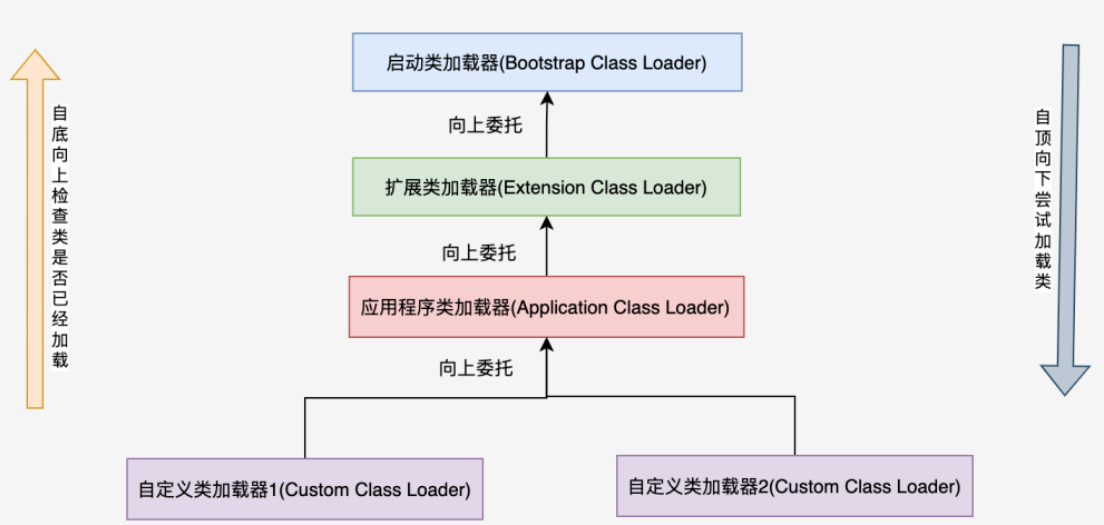 启动类加载器(Bootstrap Class Loader)
向上委托
扩展类加载器(Extension Class Loader)
向上委托
应用程序类加载器(Application Class Loader)
向上委托
自定义类加载器1(Custom Class Loader)
自定义类加载器2(Custom Class Loader)
自底向上检查类是否已经加载
自顶向下尝试加载类